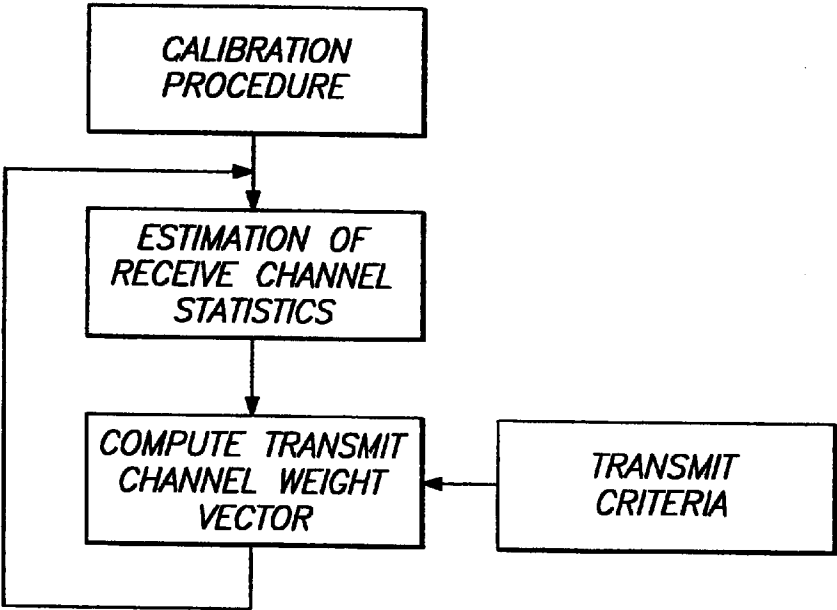 CALIBRATION
PROCEDURE
ESTIMATION OF
RECEIVE CHANNEL
STATISTICS
COMPUTE TRANSMIT
CHANNEL WEIGHT
VECTOR
TRANSMIT
CRITERIA